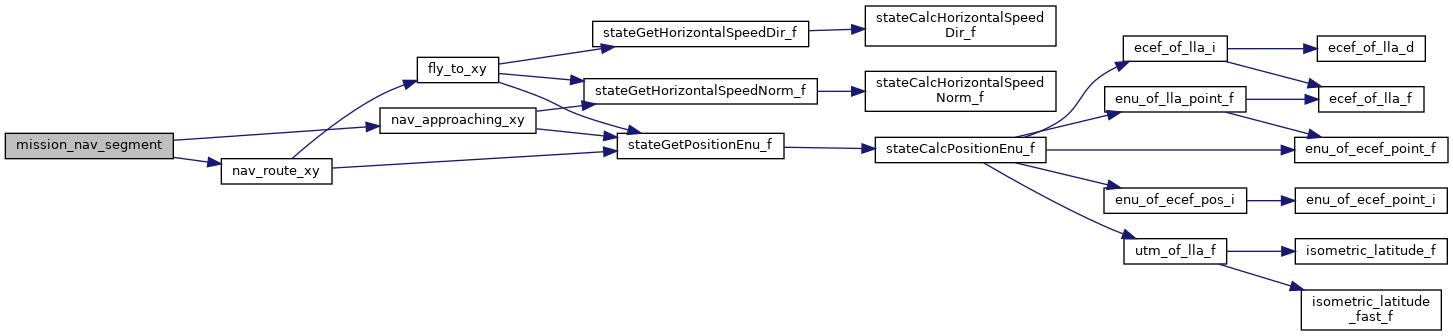 mission_nav_segment
nav_approaching_xy
nav_route_xy
fly_to_xy
stateGetHorizontalSpeedDir_f
stateGetHorizontalSpeedNorm_f
stateGetPositionEnu_f
stateCalcHorizontalSpeed
Dir_f
stateCalcHorizontalSpeed
Norm_f
stateCalcPositionEnu_f
ecef_of_lla_i
enu_of_lla_point_f
enu_of_ecef_pos_i
utm_of_lla_f
ecef_of_lla_d
ecef_of_lla_f
enu_of_ecef_point_f
enu_of_ecef_point_i
isometric_latitude_f
isometric_latitude
_fast_f